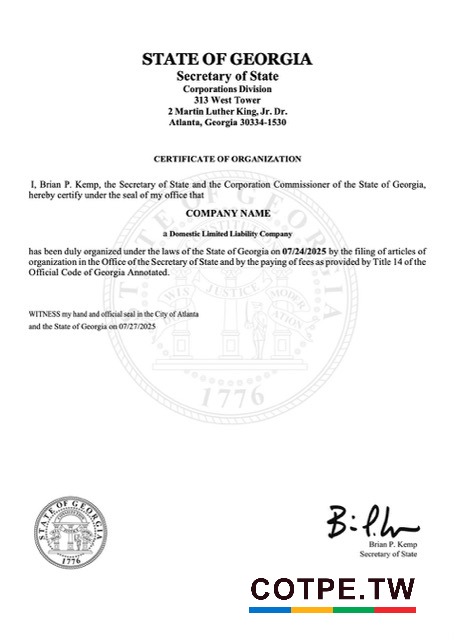 STATE OF GEORGIA
Secretary of State
Corporations Division
313 West Tower
2 Martin Luther King, Jr. Dr.
Atlanta, Georgia 30334-1530
CERTIFICATE OF ORGANIZATION
I, Brian P. Kemp, the Secretary of State and the Corporation Commissioner of the State of Georgia,
hereby certify under the seal of my office that
COMPANY NAME
a Domestic Limited Liability Company
has been duly organized under the laws of the State of Georgia on 07/24/2025 by the filing of articles of
organization in the Office of the Secretary of State and by the paying of fees as provided by Title 14 of the
Official Code of Georgia Annotated.
WITNESS my hand and official seal in the City of Atlanta
and the State of Georgia on 07/27/2025
STATE OF GEORGIA
CONSTITUTION
WISDOM JUSTICE MODERATION
1776
STATE OF GEORGIA
1776
Brian P. Kemp
Secretary of State
COTPE.TW